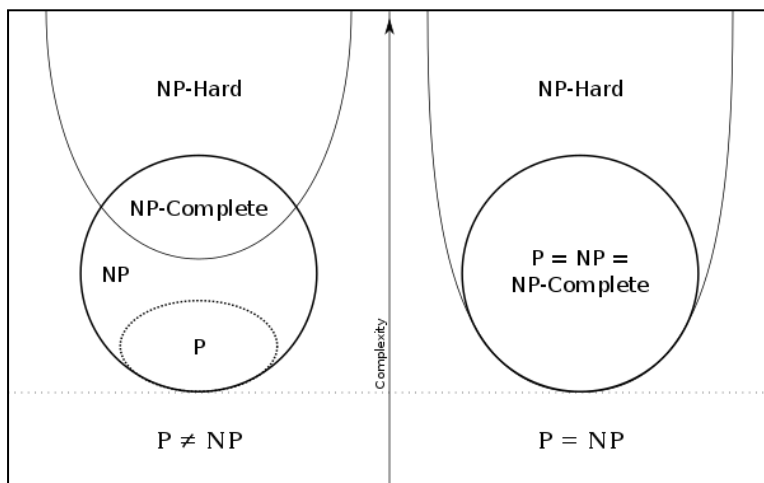 NP-Hard
NP-Complete
NP
P
P ≠ NP
Complexity
NP-Hard
P = NP =
NP-Complete
P = NP